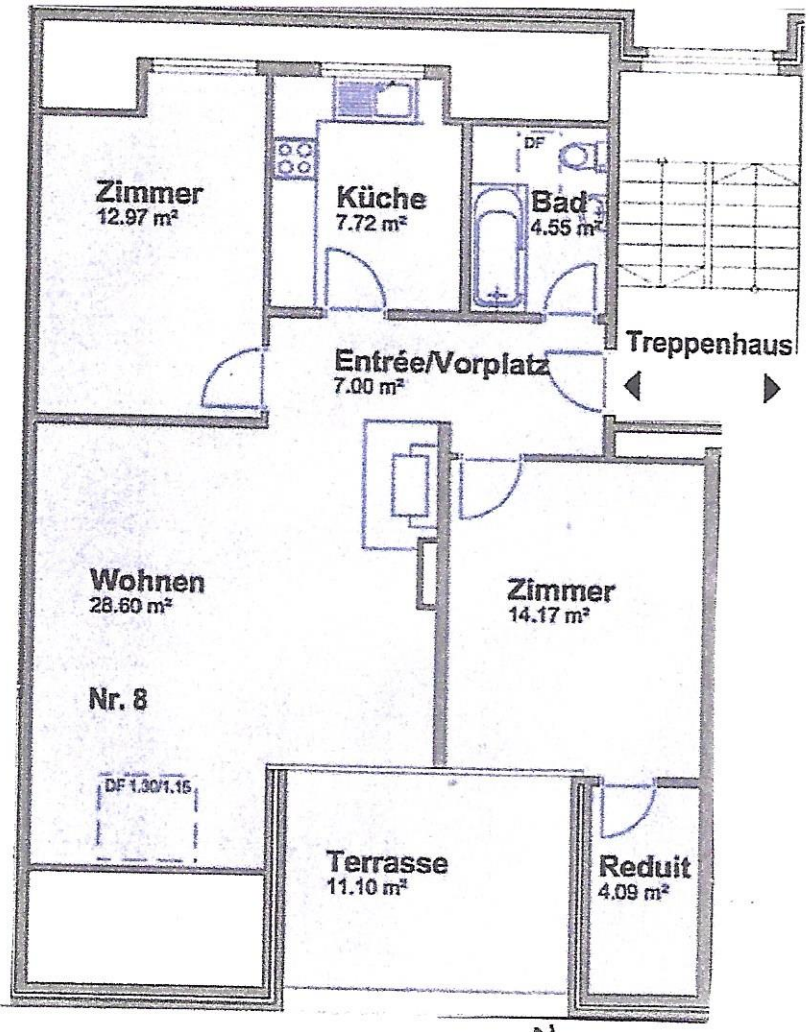 DF
Zimmer
12.97 m²
Küche
7.72 m²
Bad
4.55 m²
Treppenhaus
Entrée/Vorplatz
7.00 m²
Wohnen
28.60 m²
Zimmer
14.17 m²
Nr. 8
DF 1.30/1.15
Terrasse
11.10 m²
Reduit
4.09 m²